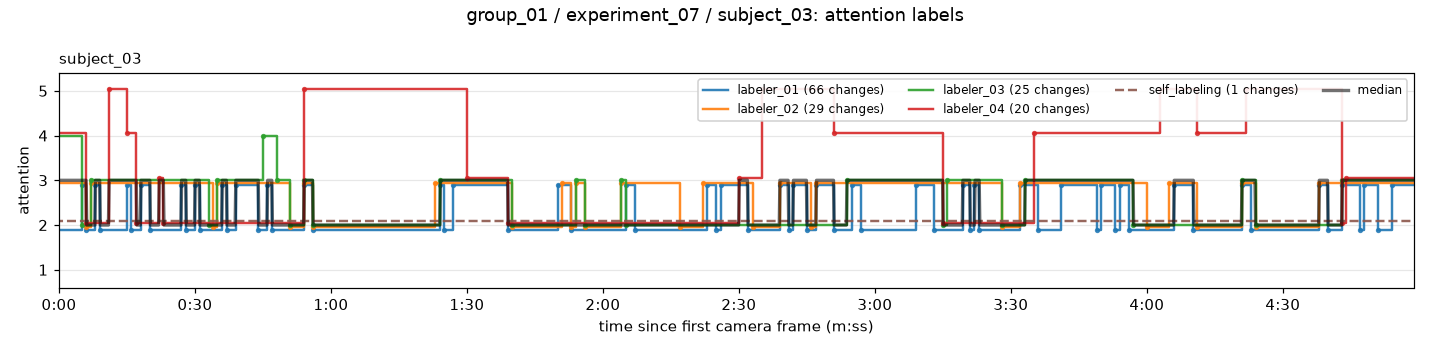 group_01 / experiment_07 / subject_03: attention labels
subject_03
labeler_01 (66 changes)
labeler_02 (29 changes)
labeler_03 (25 changes)
labeler_04 (20 changes)
self_labeling (1 changes)
median
attention
5
4
3
2
1
0:00 0:30 1:00 1:30 2:00 2:30 3:00 3:30 4:00 4:30
time since first camera frame (m:ss)